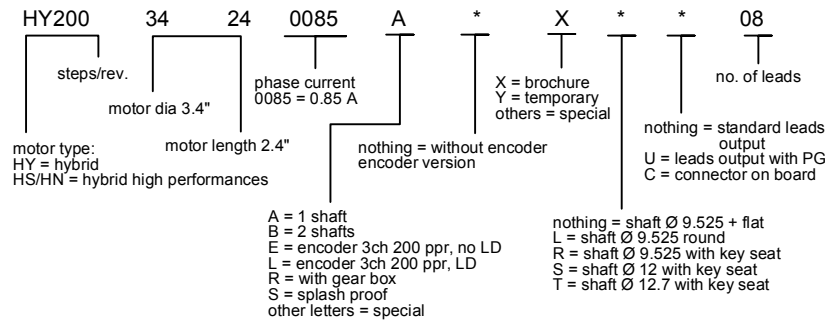 HY200 34 24 0085 A * X * * 08
steps/rev.
motor dia 3.4"
motor type:
HY = hybrid
HS/HN = hybrid high performances
motor length 2.4"
phase current
0085 = 0.85 A
A = 1 shaft
B = 2 shafts
E = encoder 3ch 200 ppr, no LD
L = encoder 3ch 200 ppr, LD
R = with gear box
S = splash proof
other letters = special
nothing = without encoder
encoder version
X = brochure
Y = temporary
others = special
nothing = shaft Ø 9.525 + flat
L = shaft Ø 9.525 round
R = shaft Ø 9.525 with key seat
S = shaft Ø 12 with key seat
T = shaft Ø 12.7 with key seat
nothing = standard leads
output
U = leads output with PG
C = connector on board
no. of leads